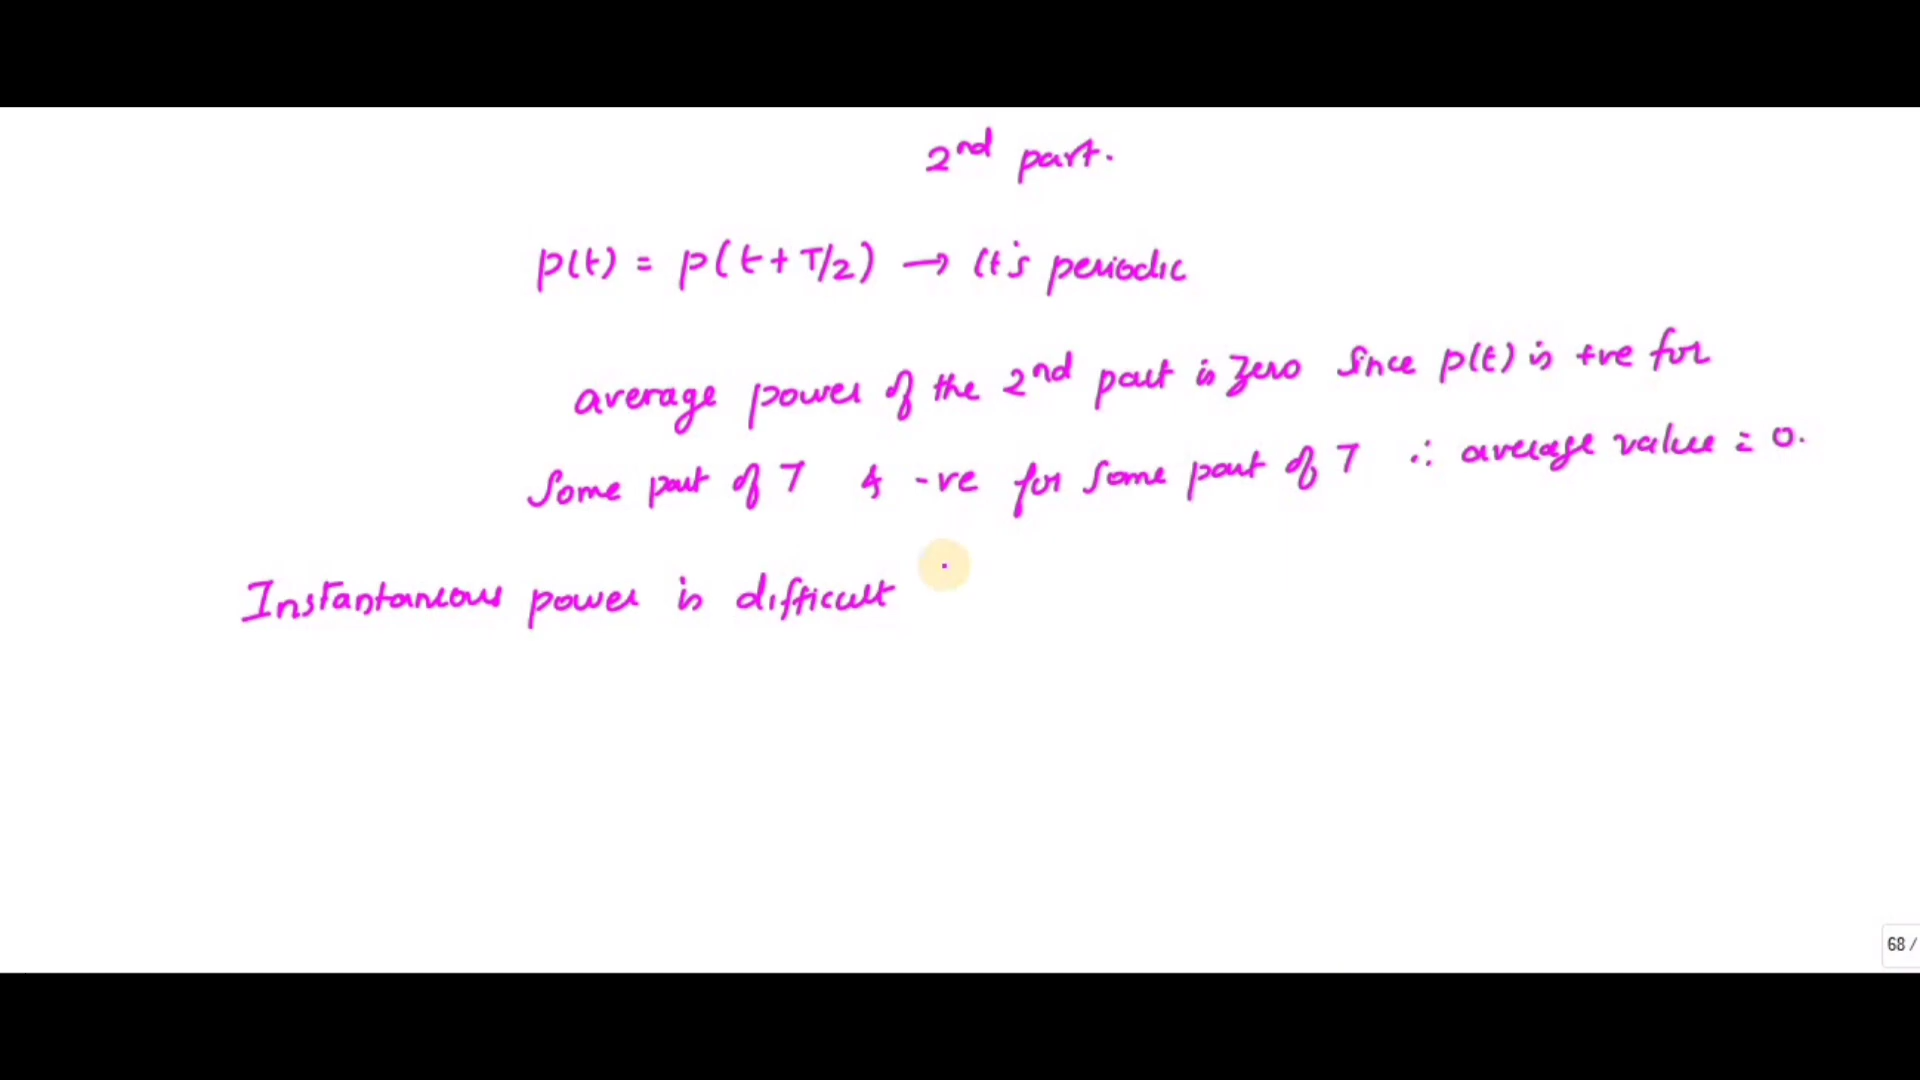 2nd part.
p(t) = p(t + T/2) → it's periodic
average power of the 2nd part is zero since p(t) is +ve for
some part of T & -ve for some part of T ∴ average value = 0.
Instantaneous power is difficult
68 /